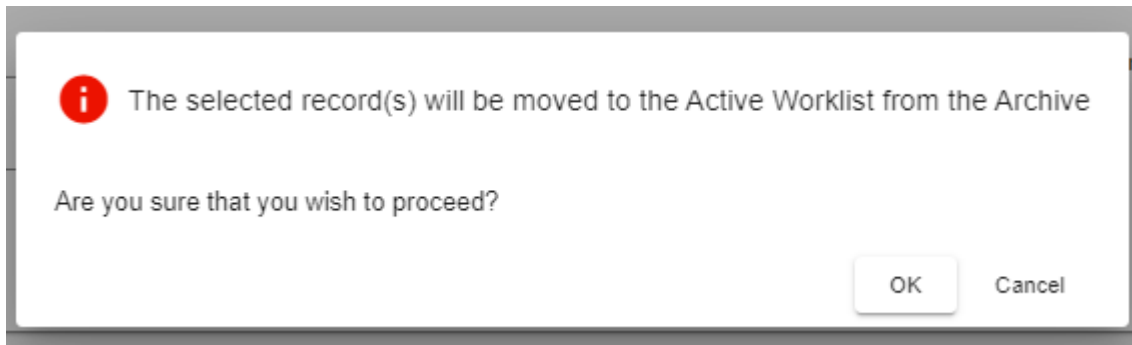 The selected record(s) will be moved to the Active Worklist from the Archive
Are you sure that you wish to proceed?
OK Cancel